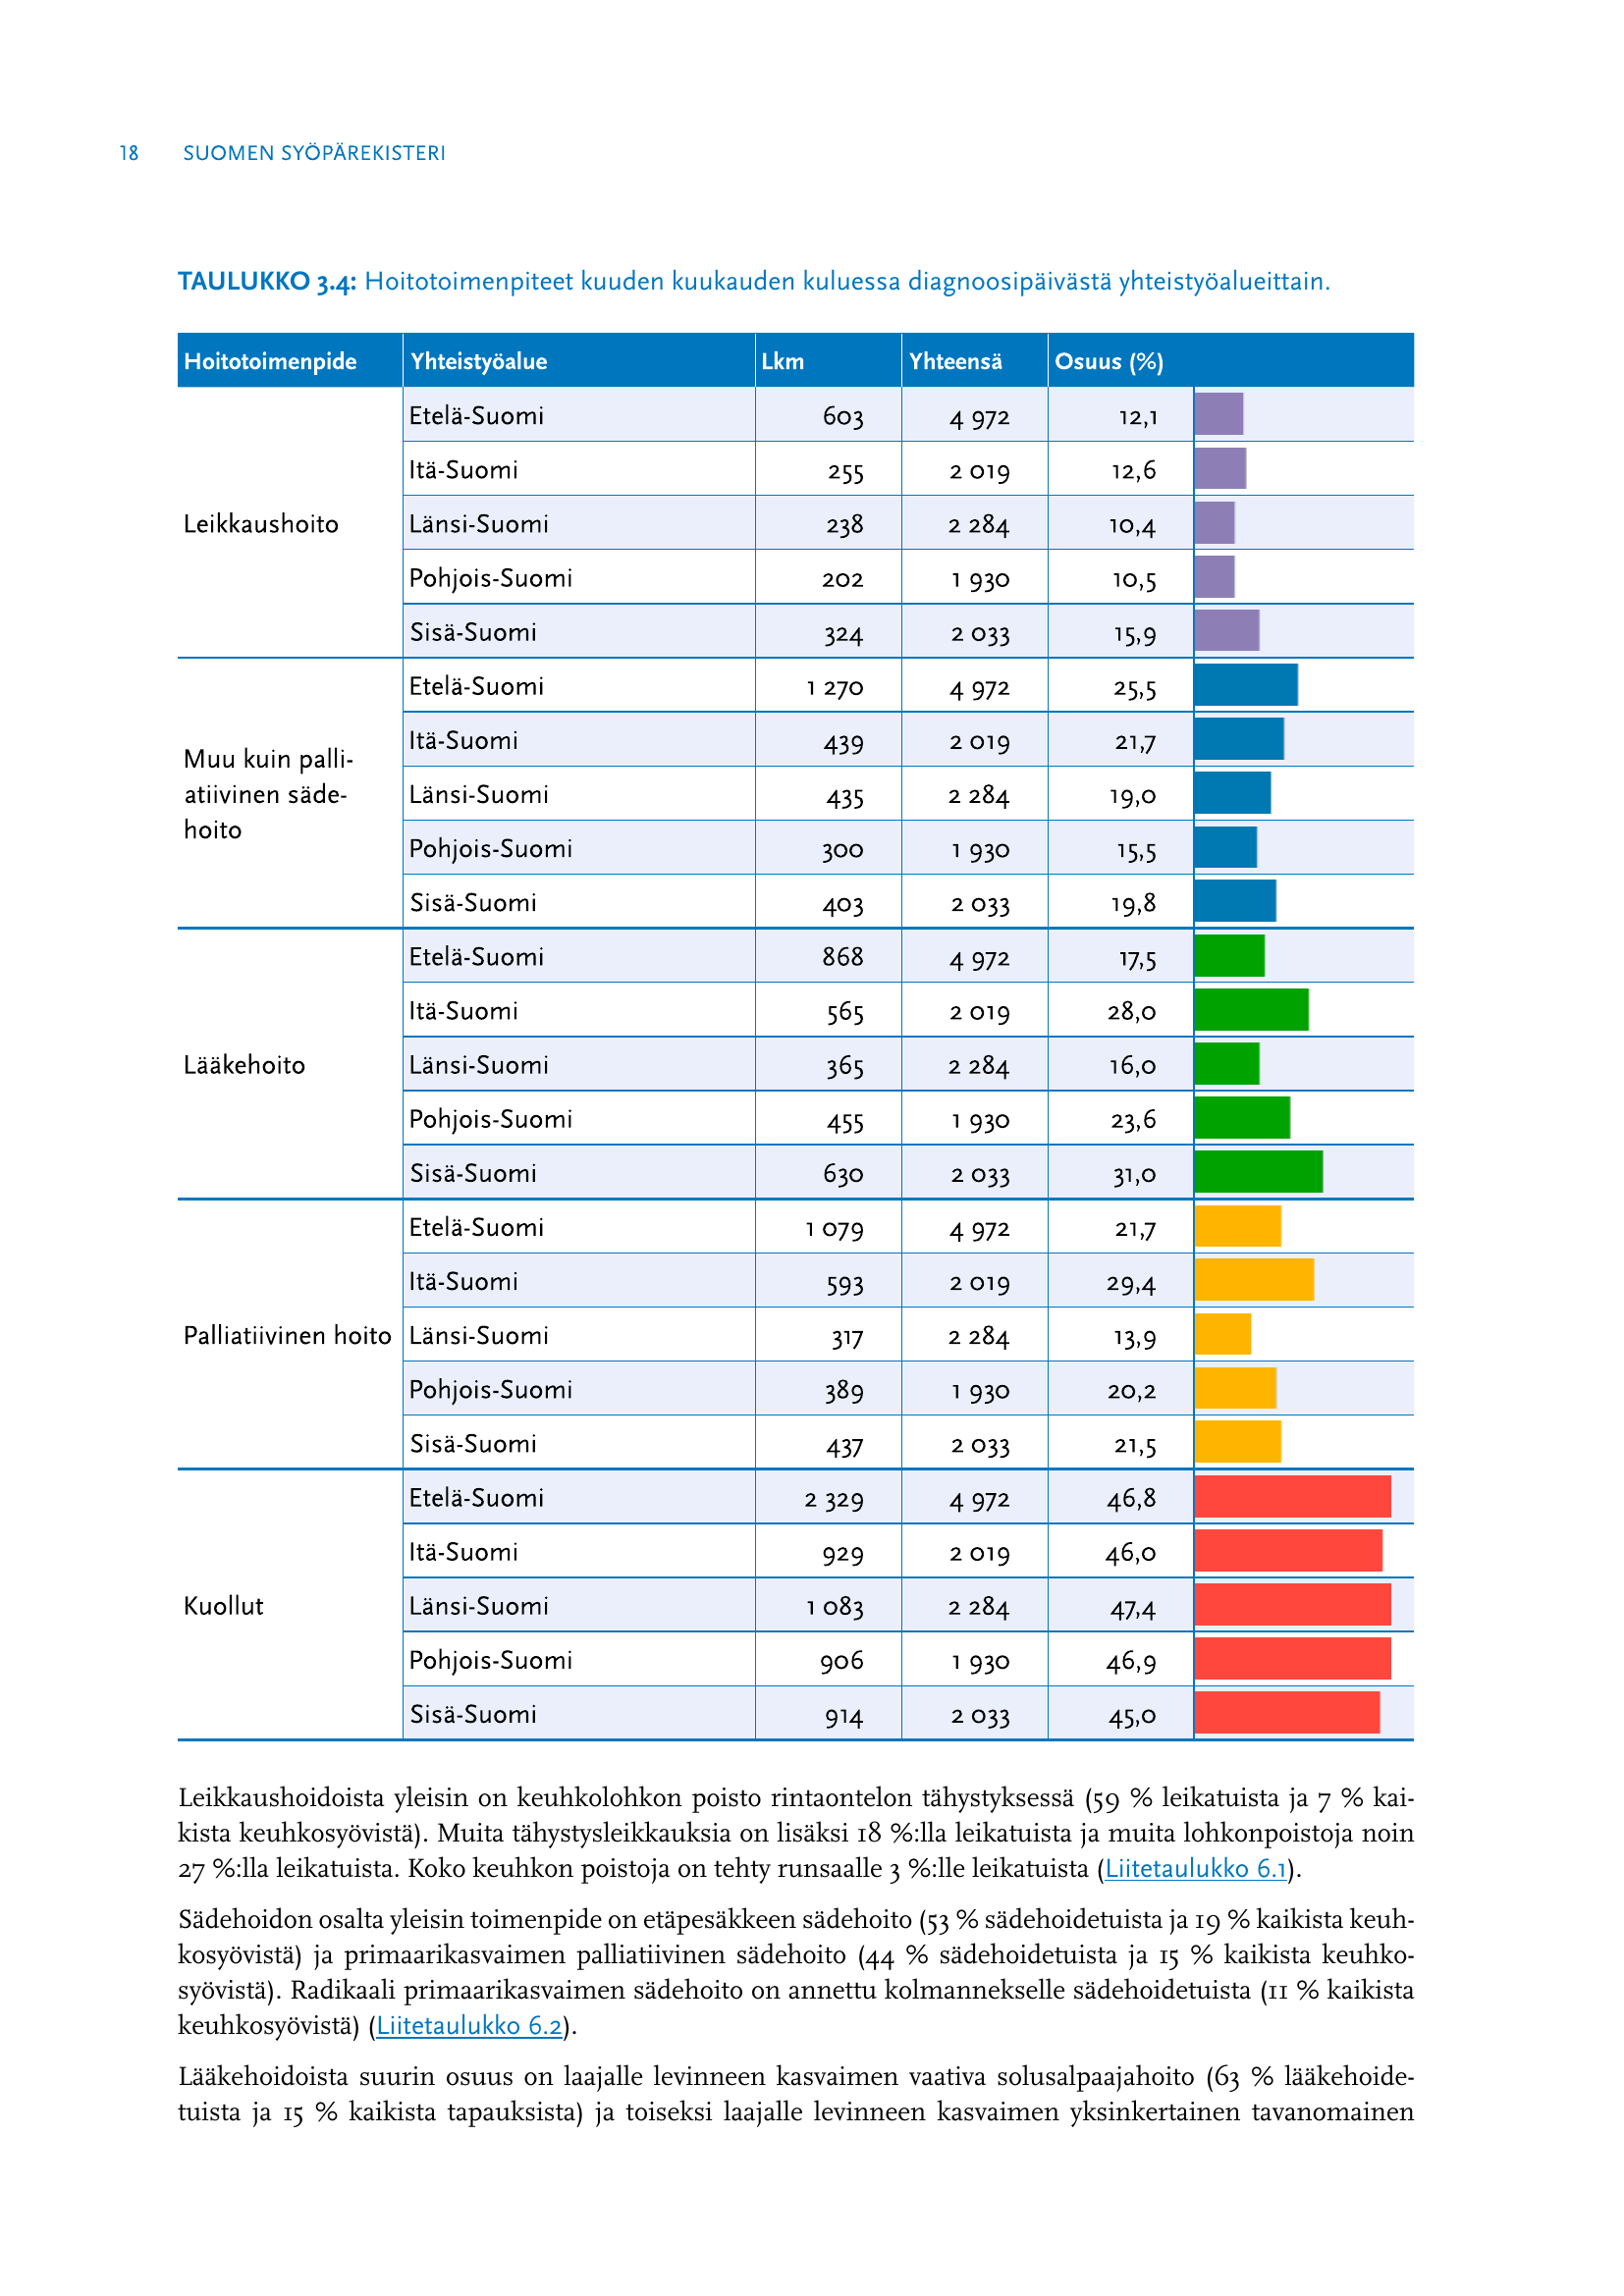 18 SUOMEN SYÖPÄREKISTERI
TAULUKKO 3.4: Hoitotoimenpiteet kuuden kuukauden kuluessa diagnoosipäivästä yhteistyöalueittain.
Hoitotoimenpide Yhteistyöalue Lkm Yhteensä Osuus (%)
Leikkaushoito
Etelä-Suomi 603 4 972 12,1
Itä-Suomi 255 2 019 12,6
Länsi-Suomi 238 2 284 10,4
Pohjois-Suomi 202 1 930 10,5
Sisä-Suomi 324 2 033 15,9
Muu kuin palli-
atiivinen säde-
hoito
Etelä-Suomi 1 270 4 972 25,5
Itä-Suomi 439 2 019 21,7
Länsi-Suomi 435 2 284 19,0
Pohjois-Suomi 300 1 930 15,5
Sisä-Suomi 403 2 033 19,8
Lääkehoito
Etelä-Suomi 868 4 972 17,5
Itä-Suomi 565 2 019 28,0
Länsi-Suomi 365 2 284 16,0
Pohjois-Suomi 455 1 930 23,6
Sisä-Suomi 630 2 033 31,0
Palliatiivinen hoito
Etelä-Suomi 1 079 4 972 21,7
Itä-Suomi 593 2 019 29,4
Länsi-Suomi 317 2 284 13,9
Pohjois-Suomi 389 1 930 20,2
Sisä-Suomi 437 2 033 21,5
Kuollut
Etelä-Suomi 2 329 4 972 46,8
Itä-Suomi 929 2 019 46,0
Länsi-Suomi 1 083 2 284 47,4
Pohjois-Suomi 906 1 930 46,9
Sisä-Suomi 914 2 033 45,0
Leikkaushoidoista yleisin on keuhkolohkon poisto rintaontelon tähystyksessä (59 % leikatuista ja 7 % kai-
kista keuhkosyövistä). Muita tähystysleikkauksia on lisäksi 18 %:lla leikatuista ja muita lohkonpoistoja noin
27 %:lla leikatuista. Koko keuhkon poistoja on tehty runsaalle 3 %:lle leikatuista (Liitetaulukko 6.1).
Sädehoidon osalta yleisin toimenpide on etäpesäkkeen sädehoito (53 % sädehoidetuista ja 19 % kaikista keuh-
kosyövistä) ja primaarikasvaimen palliatiivinen sädehoito (44 % sädehoidetuista ja 15 % kaikista keuhko-
syövistä). Radikaali primaarikasvaimen sädehoito on annettu kolmannekselle sädehoidetuista (11 % kaikista
keuhkosyövistä) (Liitetaulukko 6.2).
Lääkehoidoista suurin osuus on laajalle levinneen kasvaimen vaativa solusalpaajahoito (63 % lääkehoide-
tuista ja 15 % kaikista tapauksista) ja toiseksi laajalle levinneen kasvaimen yksinkertainen tavanomainen